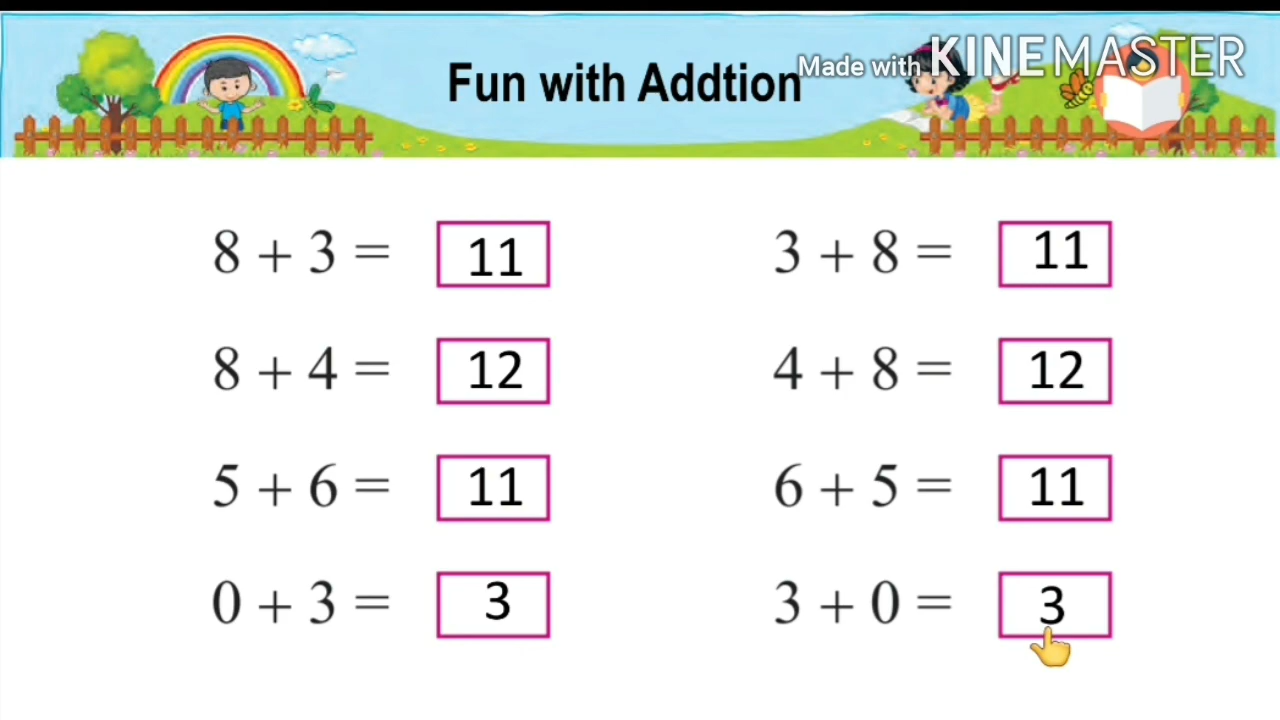 Fun with Addtion
Made with KINEMASTER
8 + 3 = 11
3 + 8 = 11
8 + 4 = 12
4 + 8 = 12
5 + 6 = 11
6 + 5 = 11
0 + 3 = 3
3 + 0 = 3